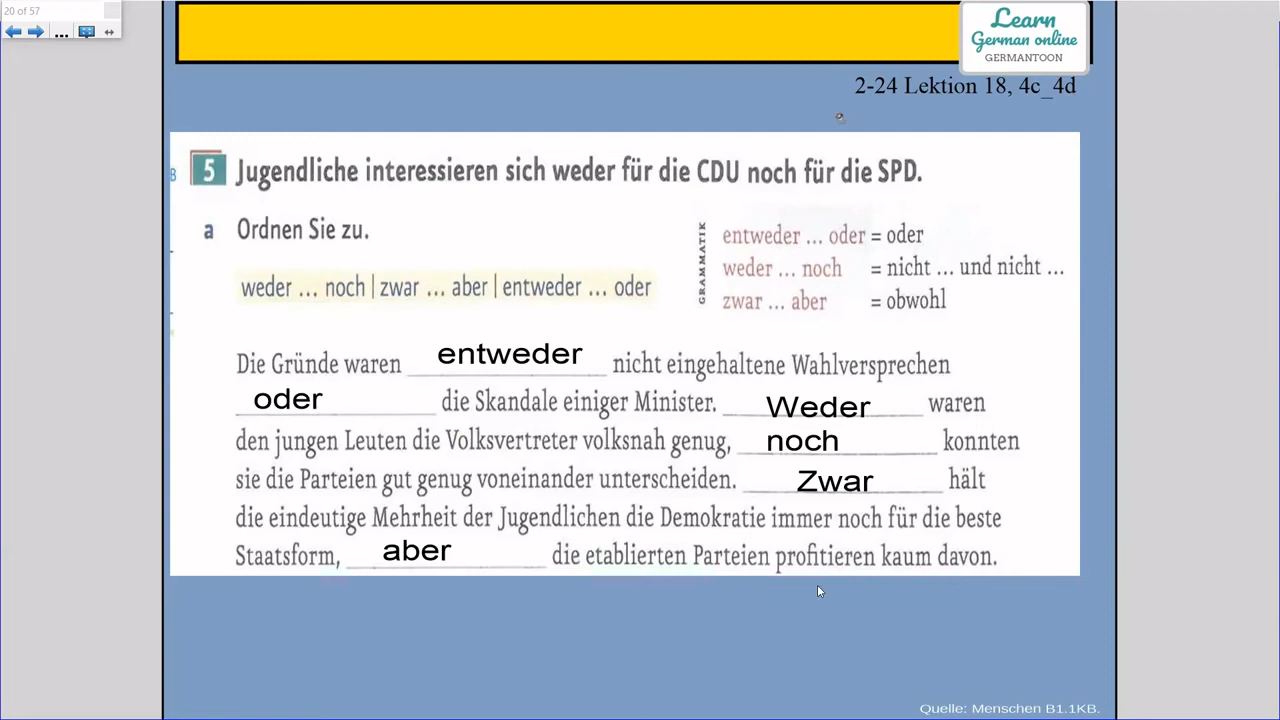 20 of 57
...
Learn
German online
GERMANTOON
2-24 Lektion 18, 4c_4d
5 Jugendliche interessieren sich weder für die CDU noch für die SPD.
a Ordnen Sie zu.
weder ... noch | zwar ... aber | entweder ... oder
GRAMMATIK
entweder ... oder = oder
weder ... noch = nicht ... und nicht ...
zwar ... aber = obwohl
Die Gründe waren entweder nicht eingehaltene Wahlversprechen
oder die Skandale einiger Minister. Weder waren
den jungen Leuten die Volksvertreter volksnah genug, noch konnten
sie die Parteien gut genug voneinander unterscheiden. Zwar hält
die eindeutige Mehrheit der Jugendlichen die Demokratie immer noch für die beste
Staatsform, aber die etablierten Parteien profitieren kaum davon.
Quelle: Menschen B1.1KB.